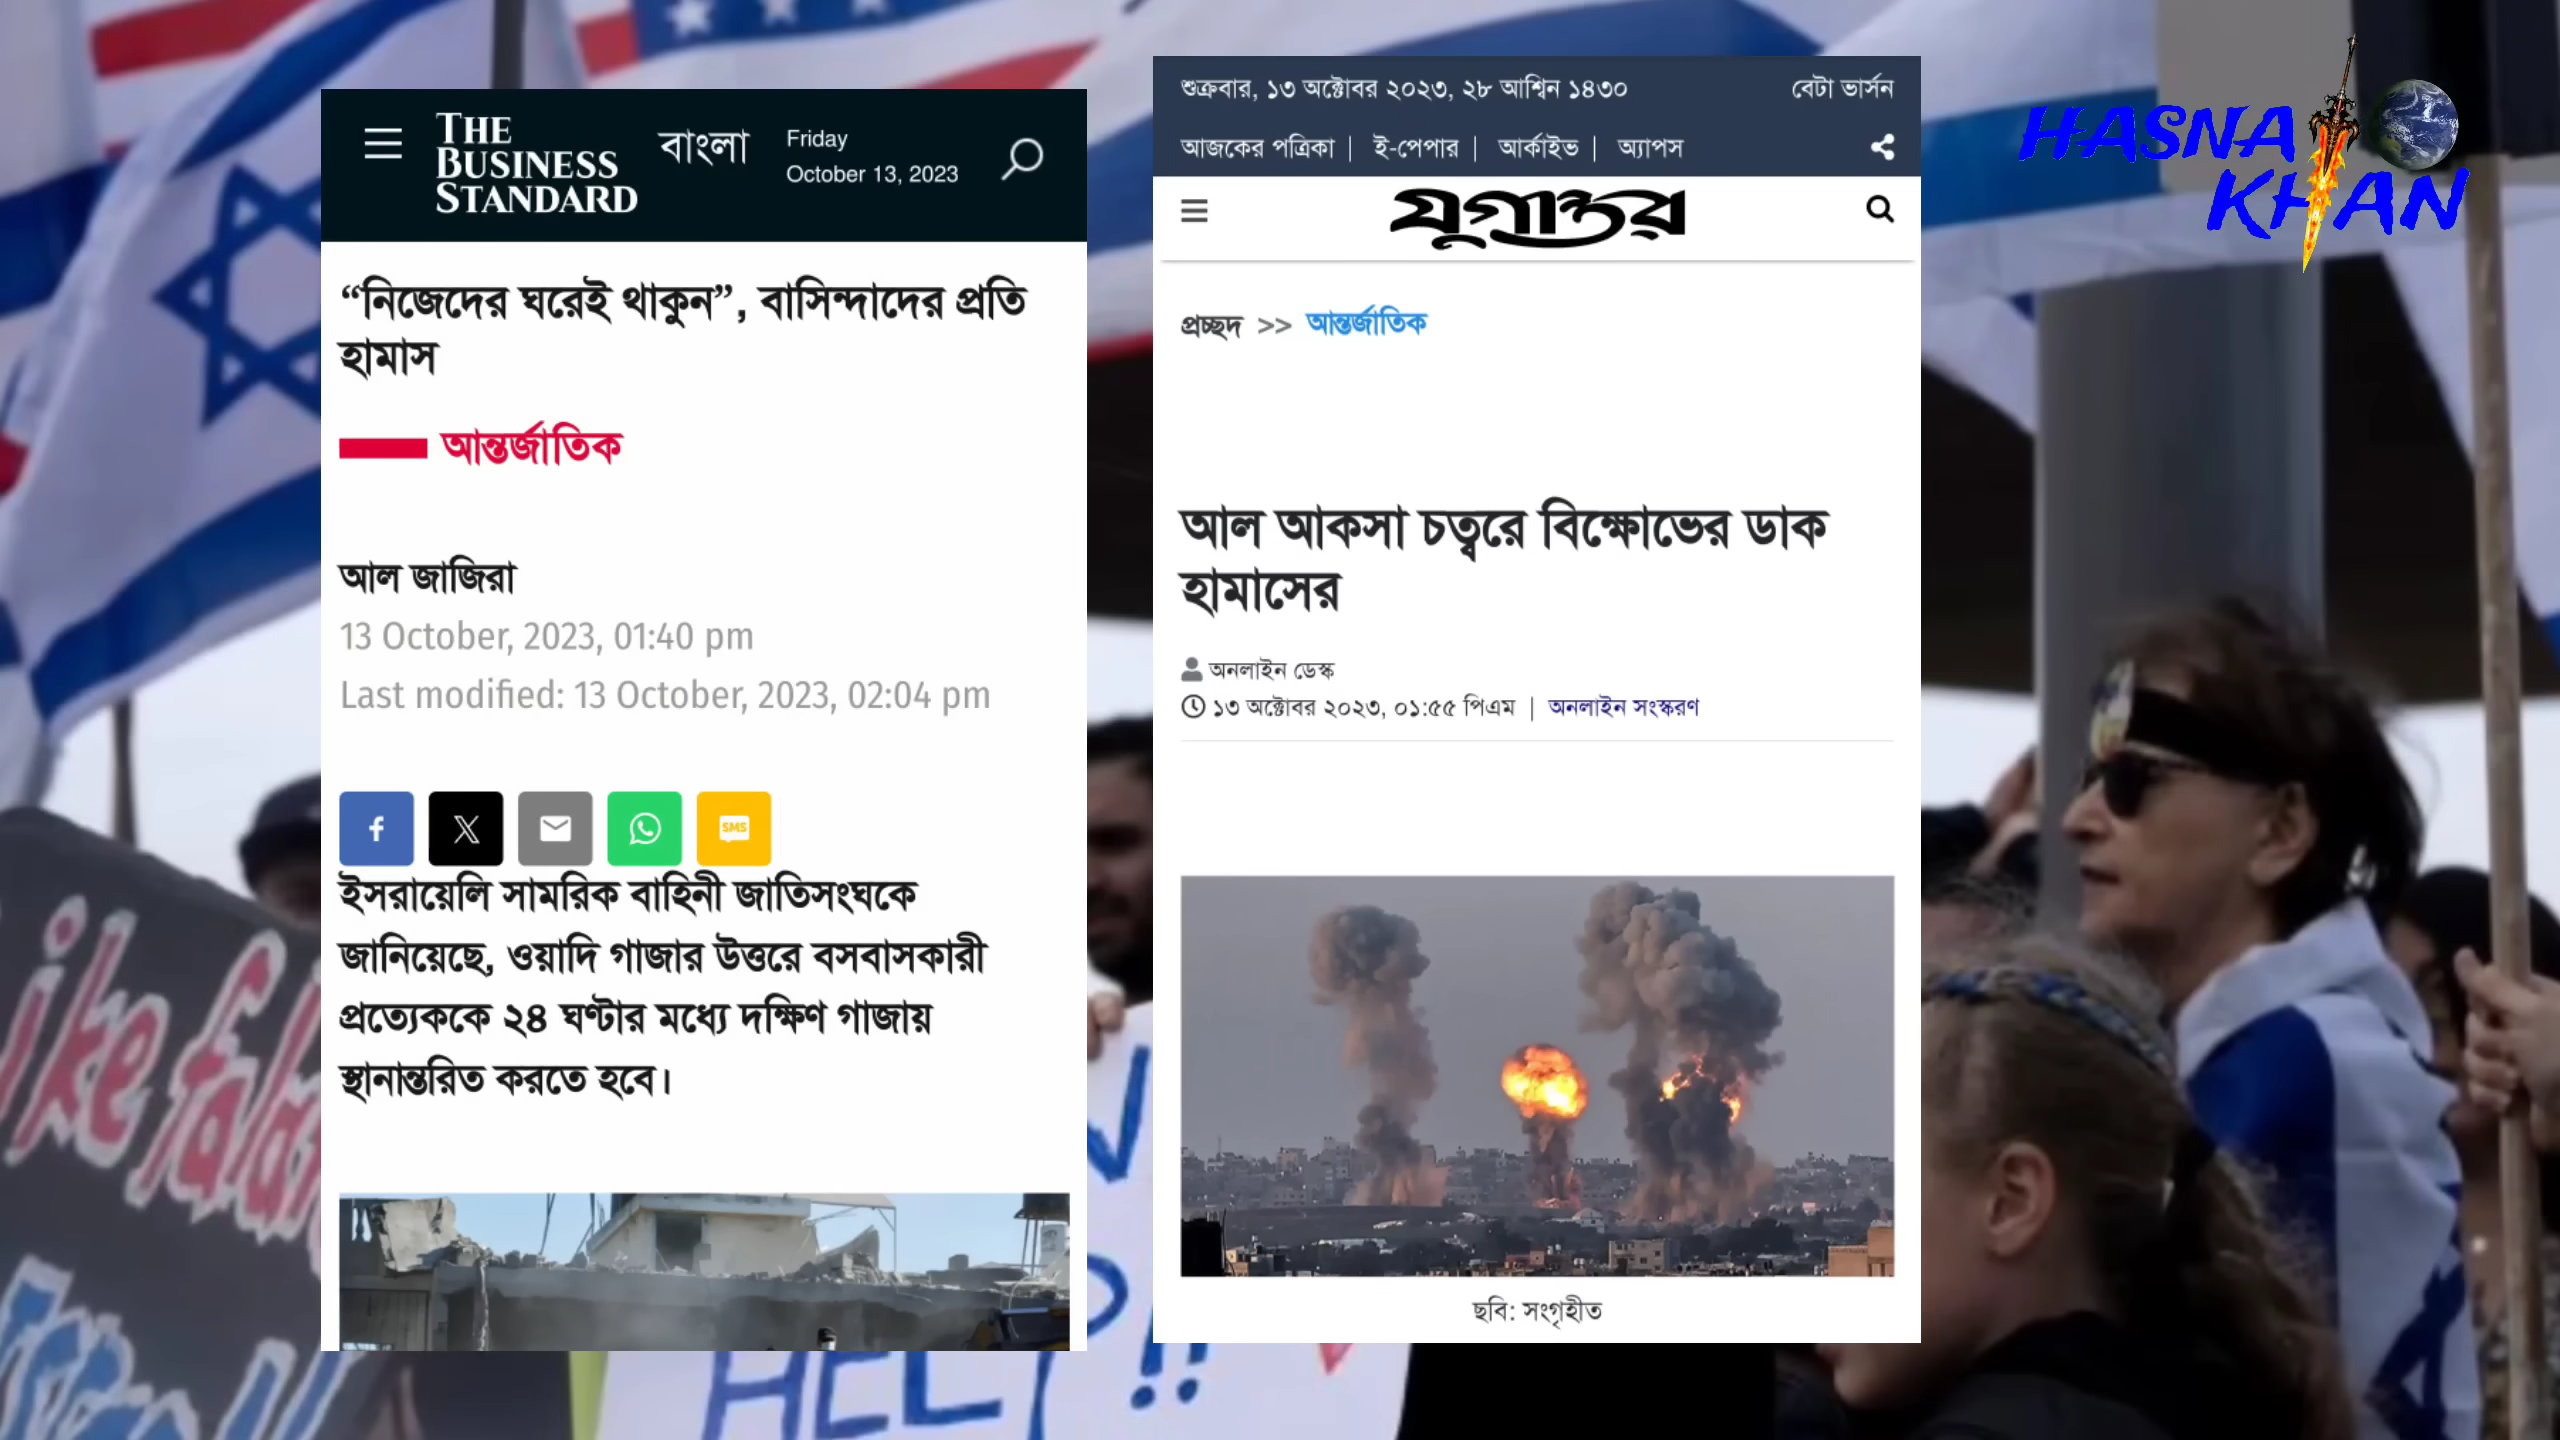 THE
BUSINESS
STANDARD
বাংলা
Friday
October 13, 2023
“নিজেদের ঘরেই থাকুন”, বাসিন্দাদের প্রতি
হামাস
আন্তর্জাতিক
আল জাজিরা
13 October, 2023, 01:40 pm
Last modified: 13 October, 2023, 02:04 pm
f
X
SMS
ইসরায়েলি সামরিক বাহিনী জাতিসংঘকে
জানিয়েছে, ওয়াদি গাজার উত্তরে বসবাসকারী
প্রত্যেককে ২৪ ঘণ্টার মধ্যে দক্ষিণ গাজায়
স্থানান্তরিত করতে হবে।
শুক্রবার, ১৩ অক্টোবর ২০২৩, ২৮ আশ্বিন ১৪৩০
বেটা ভার্সন
আজকের পত্রিকা | ই-পেপার | আর্কাইভ | অ্যাপস
যুগান্তর
প্রচ্ছদ >> আন্তর্জাতিক
আল আকসা চত্বরে বিক্ষোভের ডাক
হামাসের
অনলাইন ডেস্ক
১৩ অক্টোবর ২০২৩, ০১:৫৫ পিএম | অনলাইন সংস্করণ
ছবি: সংগৃহীত
HASNA
KHAN
ike
HELP
!!